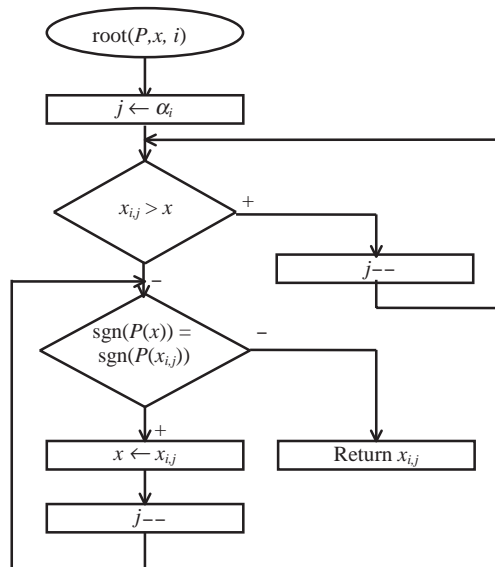 root(P,x, i)
j ← αi
xi,j > x
+
j−−
−
sgn(P(x)) =
sgn(P(xi,j))
−
+
x ← xi,j
Return xi,j
j−−